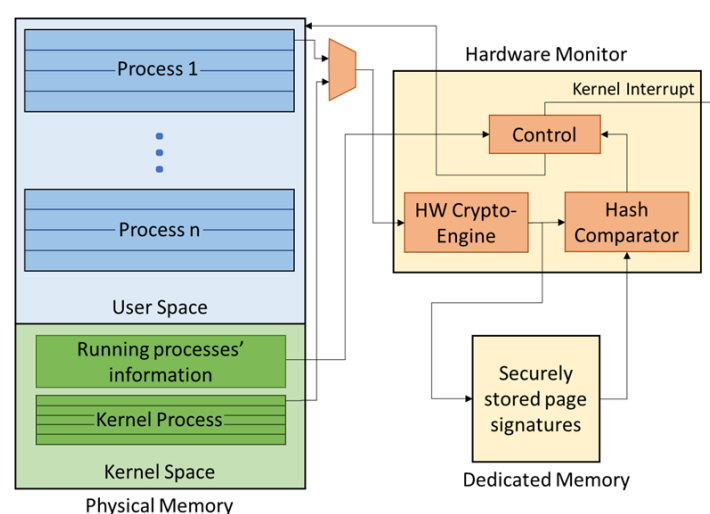 Process 1
Process n
User Space
Running processes'
information
Kernel Process
Kernel Space
Physical Memory
Hardware Monitor
Kernel Interrupt
Control
HW Crypto-
Engine
Hash
Comparator
Securely
stored page
signatures
Dedicated Memory